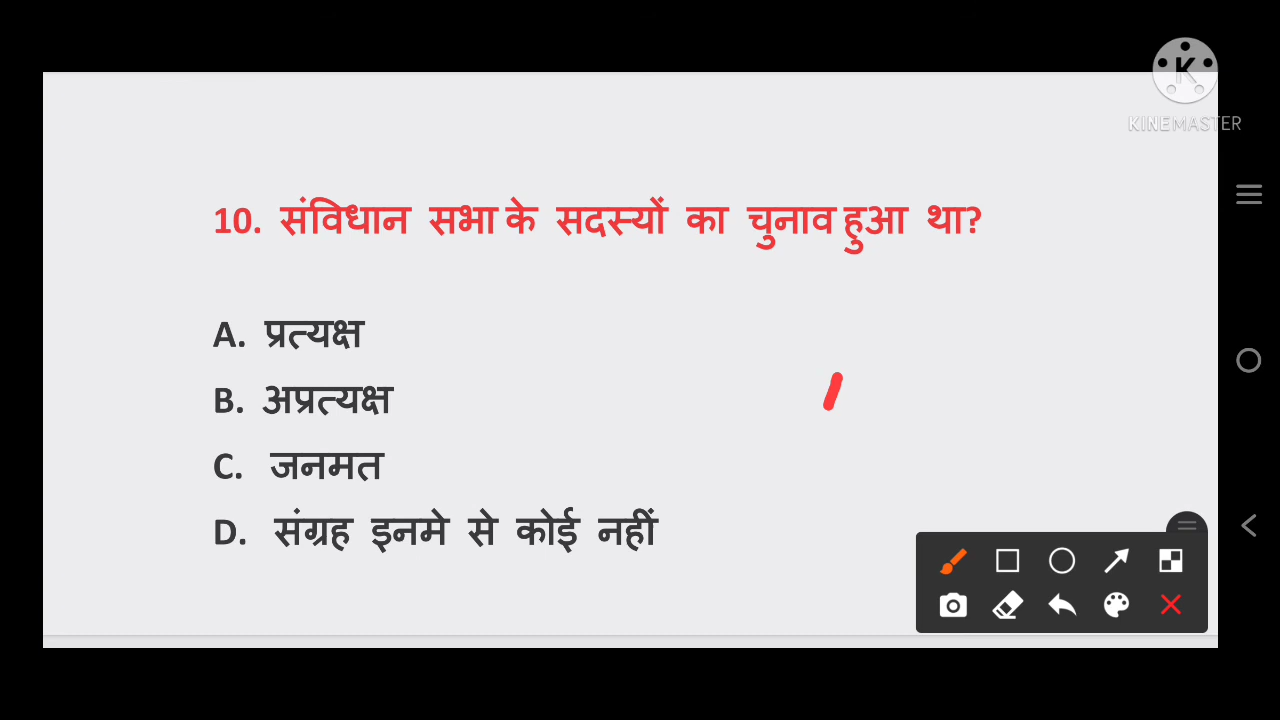 KINEMASTER
10. संविधान सभा के सदस्यों का चुनाव हुआ था?
A. प्रत्यक्ष
B. अप्रत्यक्ष
C. जनमत
D. संग्रह इनमे से कोई नहीं